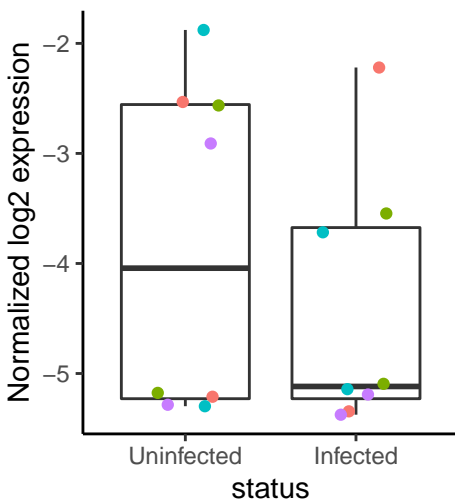 Normalized log2 expression
−2
−3
−4
−5
Uninfected
Infected
status